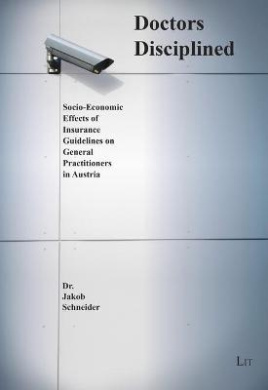 Doctors
Disciplined
Socio-Economic
Effects of
Insurance
Guidelines on
General
Practitioners
in Austria
Dr.
Jakob
Schneider
LIT